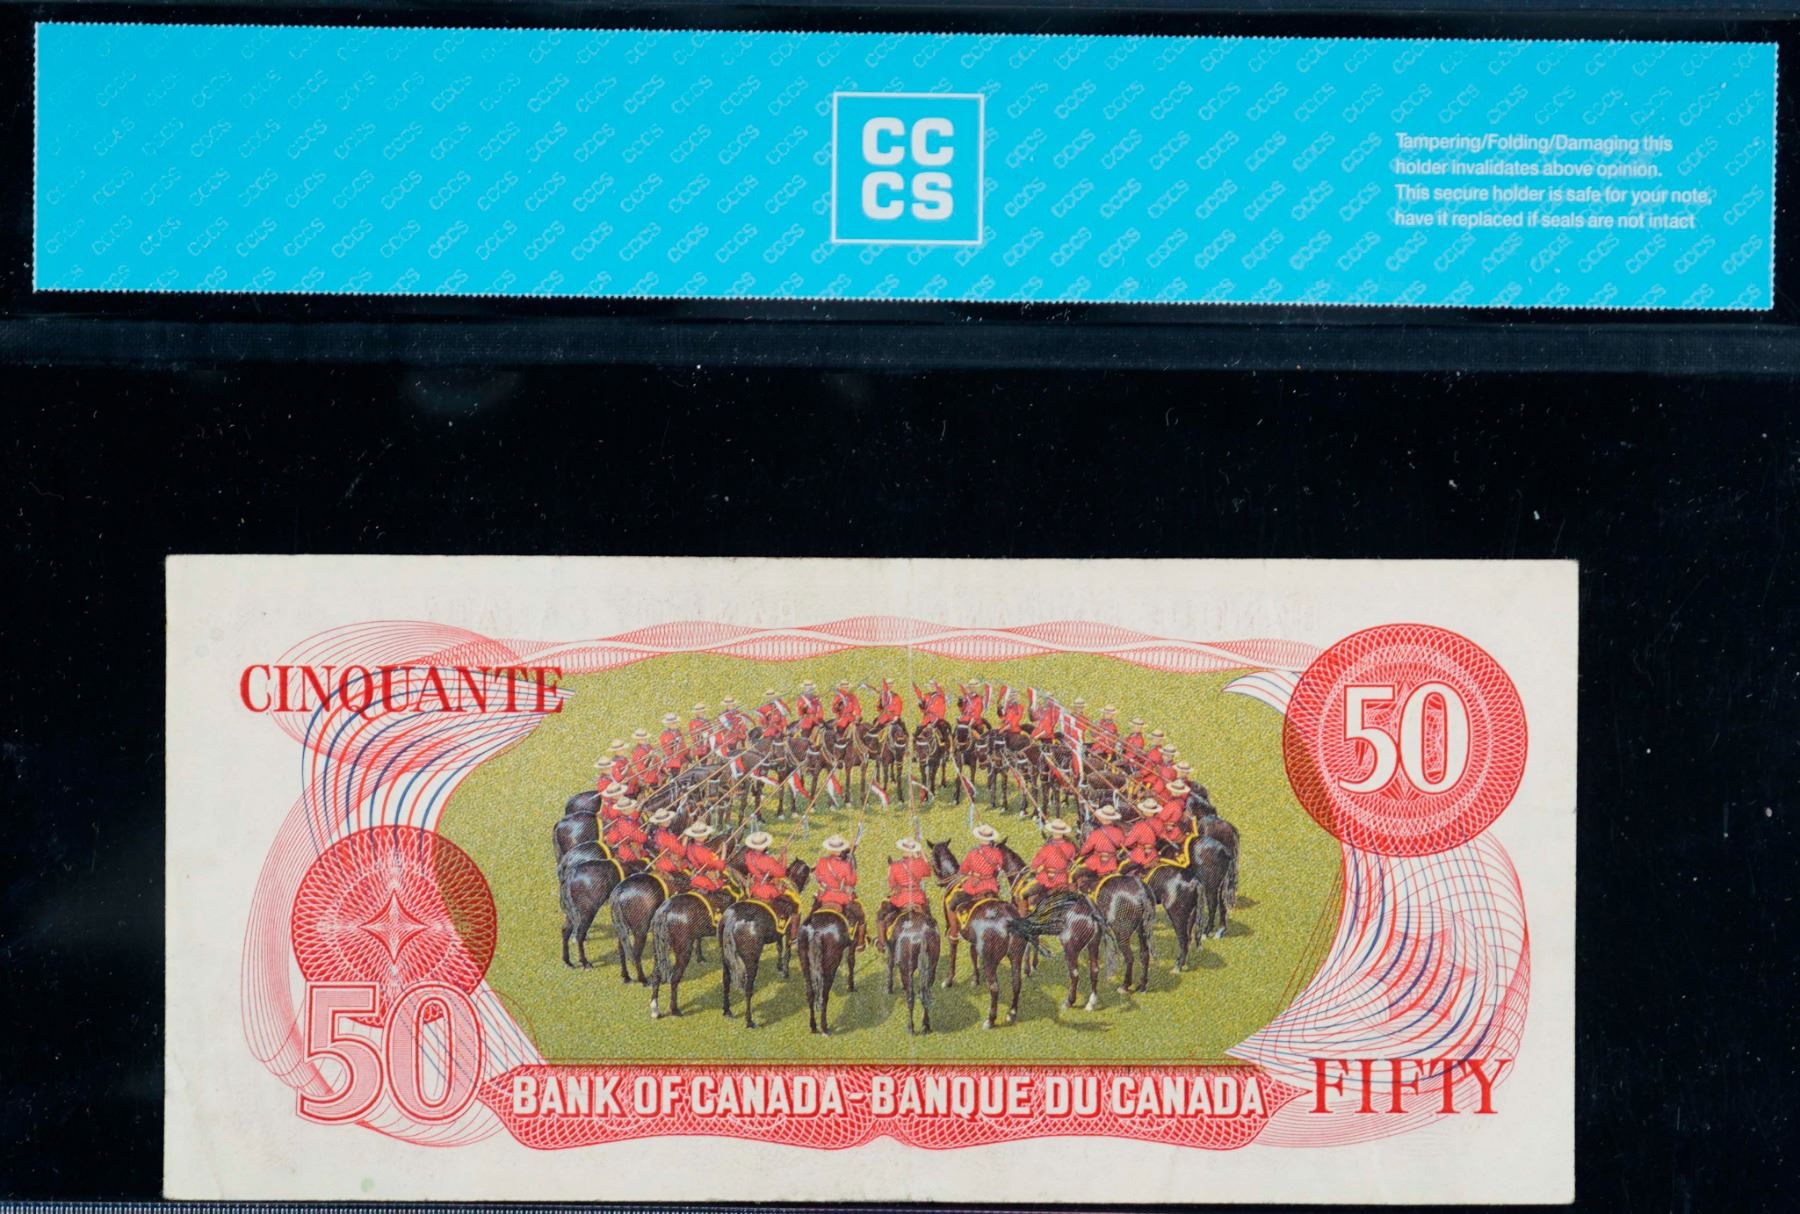 CC
CS
Tampering/Folding/Damaging this
holder invalidates above opinion.
This secure holder is safe for your note,
have it replaced if seals are not intact
CINQUANTE
50
50
BANK OF CANADA - BANQUE DU CANADA
FIFTY